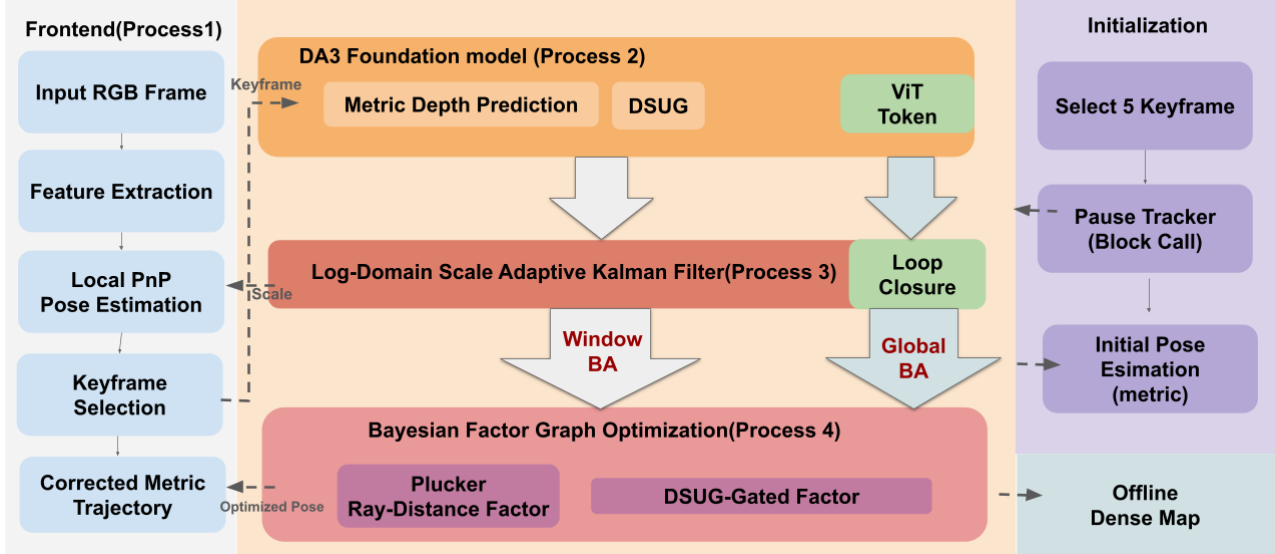 Frontend(Process1)
Input RGB Frame
Feature Extraction
Local PnP
Pose Estimation
Keyframe
Selection
Corrected Metric
Trajectory
Keyframe
Scale
Optimized Pose
DA3 Foundation model (Process 2)
Metric Depth Prediction
DSUG
ViT
Token
Log-Domain Scale Adaptive Kalman Filter(Process 3)
Loop
Closure
Window
BA
Global
BA
Bayesian Factor Graph Optimization(Process 4)
Plucker
Ray-Distance Factor
DSUG-Gated Factor
Initialization
Select 5 Keyframe
Pause Tracker
(Block Call)
Initial Pose
Esimation
(metric)
Offline
Dense Map